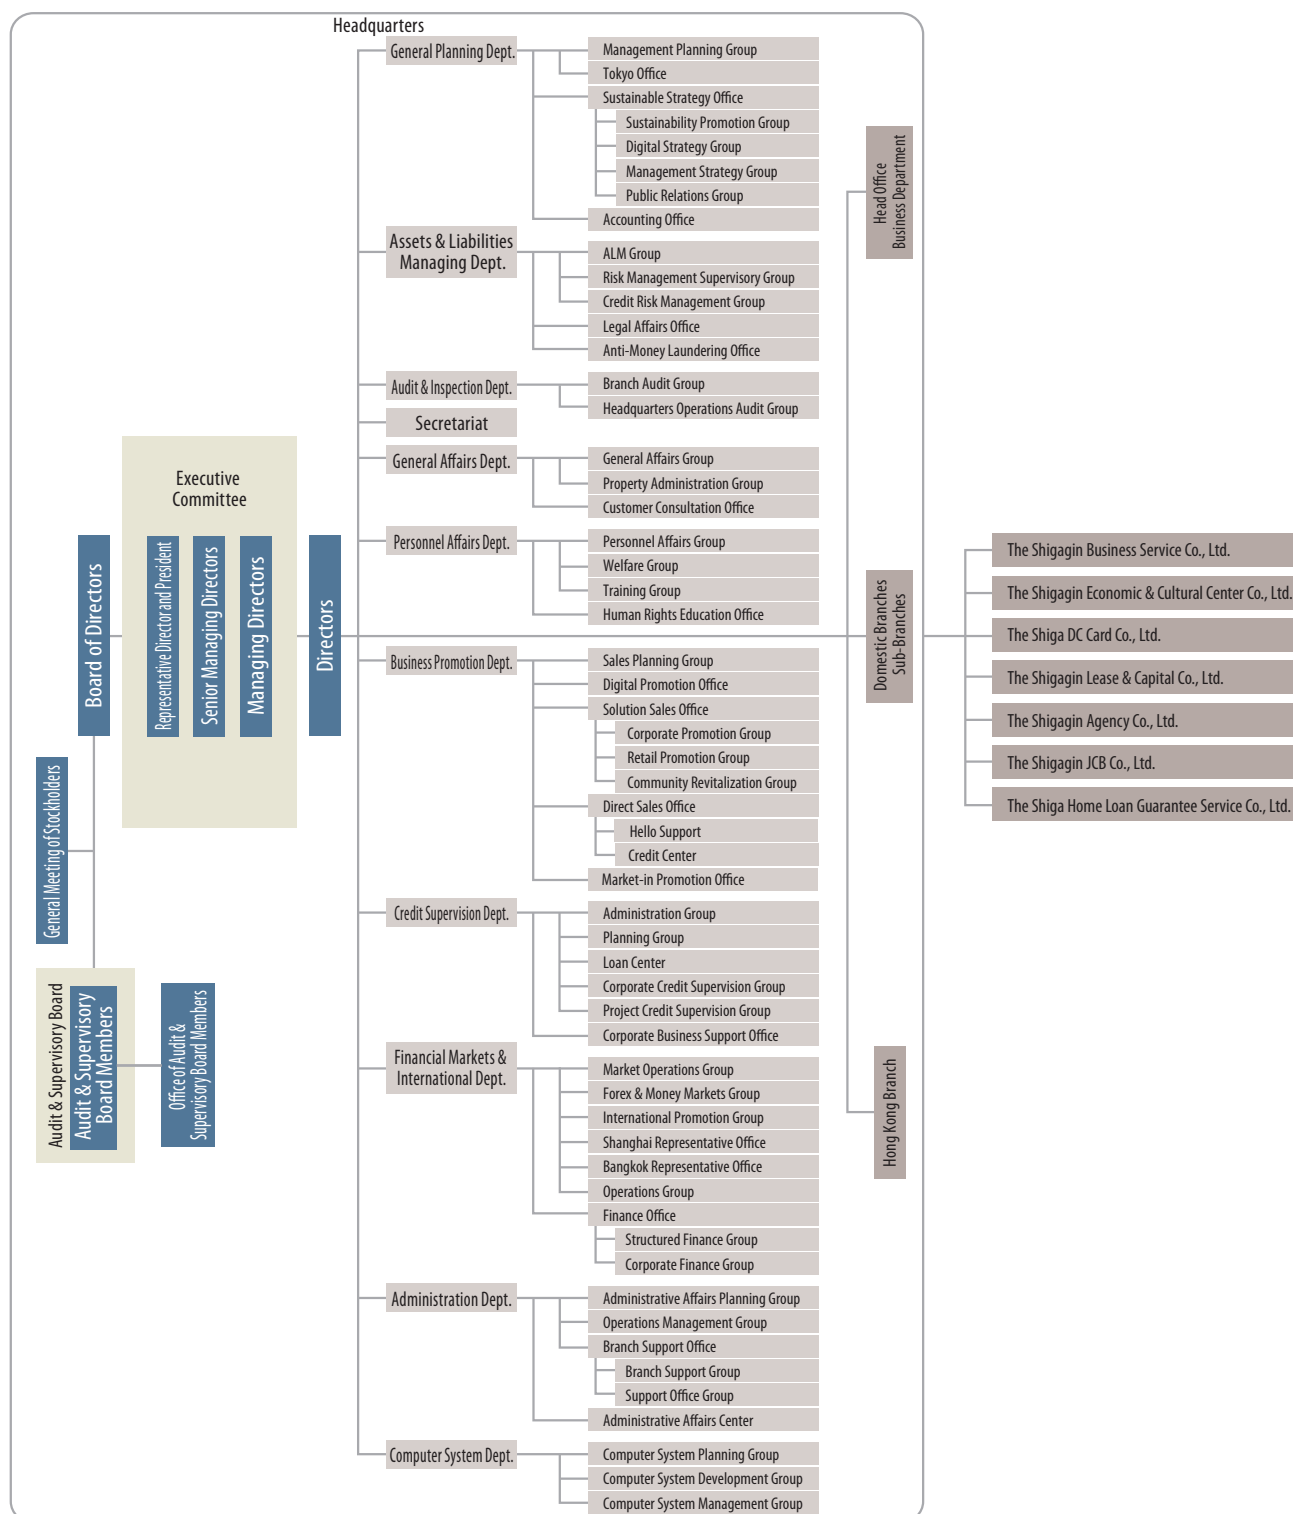 Headquarters
General Planning Dept.
Management Planning Group
Tokyo Office
Sustainable Strategy Office
Sustainability Promotion Group
Digital Strategy Group
Management Strategy Group
Public Relations Group
Accounting Office
Assets & Liabilities
Managing Dept.
ALM Group
Risk Management Supervisory Group
Credit Risk Management Group
Legal Affairs Office
Anti-Money Laundering Office
Audit & Inspection Dept.
Branch Audit Group
Headquarters Operations Audit Group
Secretariat
General Affairs Dept.
General Affairs Group
Property Administration Group
Customer Consultation Office
Personnel Affairs Dept.
Personnel Affairs Group
Welfare Group
Training Group
Human Rights Education Office
Business Promotion Dept.
Sales Planning Group
Digital Promotion Office
Solution Sales Office
Corporate Promotion Group
Retail Promotion Group
Community Revitalization Group
Direct Sales Office
Hello Support
Credit Center
Market-in Promotion Office
Credit Supervision Dept.
Administration Group
Planning Group
Loan Center
Corporate Credit Supervision Group
Project Credit Supervision Group
Corporate Business Support Office
Financial Markets &
International Dept.
Market Operations Group
Forex & Money Markets Group
International Promotion Group
Shanghai Representative Office
Bangkok Representative Office
Operations Group
Finance Office
Structured Finance Group
Corporate Finance Group
Administration Dept.
Administrative Affairs Planning Group
Operations Management Group
Branch Support Office
Branch Support Group
Support Office Group
Administrative Affairs Center
Computer System Dept.
Computer System Planning Group
Computer System Development Group
Computer System Management Group
Executive
Committee
Representative Director and President
Senior Managing Directors
Managing Directors
Board of Directors
Directors
General Meeting of Stockholders
Audit & Supervisory Board
Audit & Supervisory
Board Members
Office of Audit &
Supervisory Board Members
Head Office
Business Department
Domestic Branches
Sub-Branches
Hong Kong Branch
The Shigagin Business Service Co., Ltd.
The Shigagin Economic & Cultural Center Co., Ltd.
The Shiga DC Card Co., Ltd.
The Shigagin Lease & Capital Co., Ltd.
The Shigagin Agency Co., Ltd.
The Shigagin JCB Co., Ltd.
The Shiga Home Loan Guarantee Service Co., Ltd.